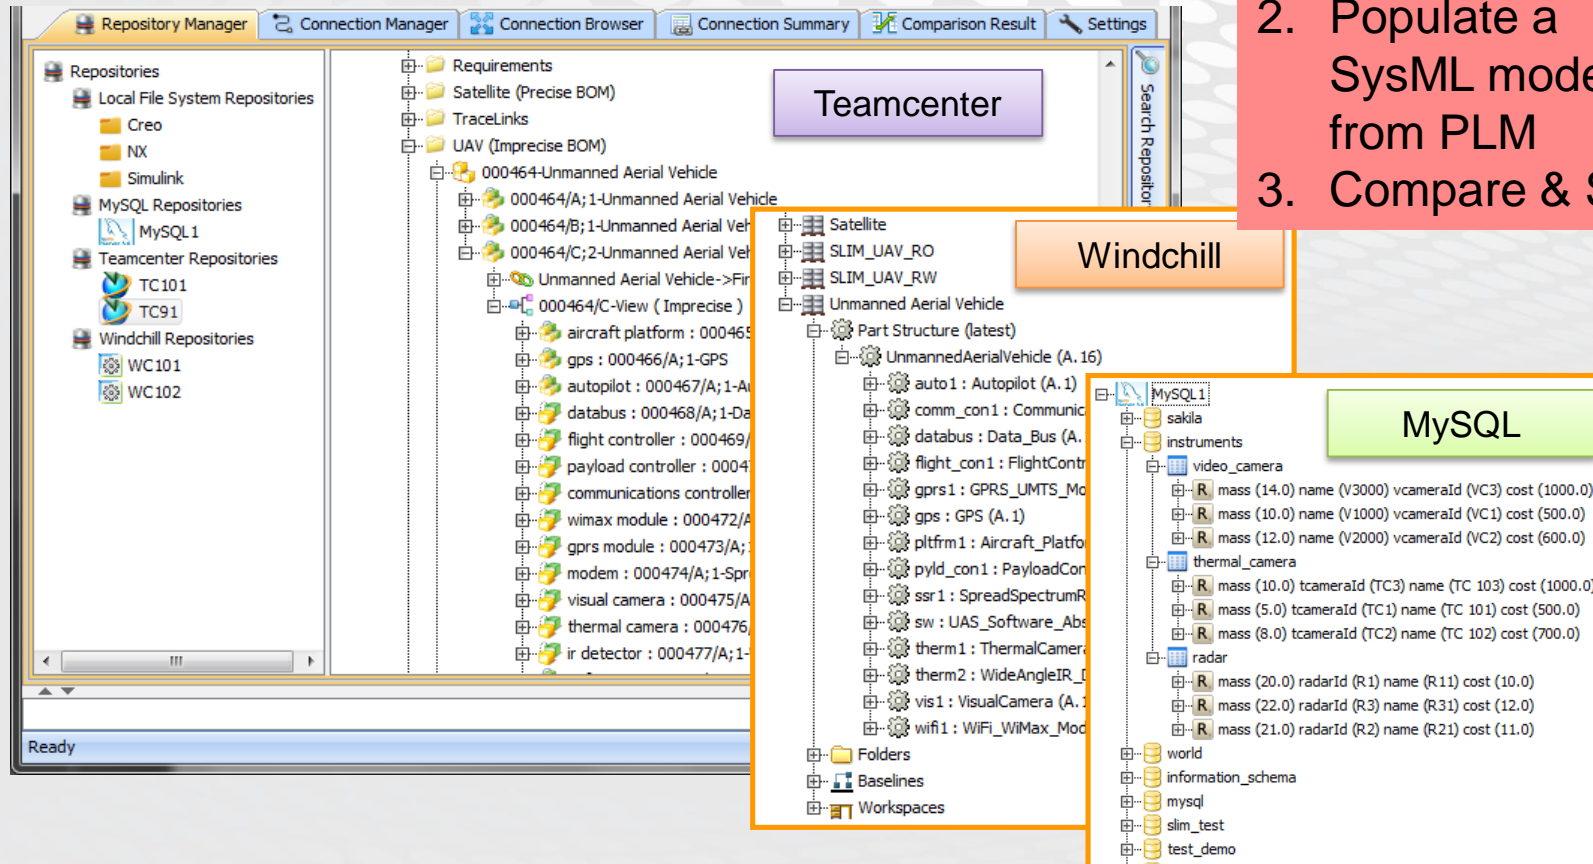 Repository Manager
Connection Manager
Connection Browser
Connection Summary
Comparison Result
Settings
Repositories
Local File System Repositories
Creo
NX
Simulink
MySQL Repositories
MySQL1
Teamcenter Repositories
TC101
TC91
Windchill Repositories
WC101
WC102
Requirements
Satellite (Precise BOM)
TraceLinks
UAV (Imprecise BOM)
000464-Unmanned Aerial Vehicle
000464/A;1-Unmanned Aerial Vehicle
000464/B;1-Unmanned Aerial Veh
000464/C;2-Unmanned Aerial Veh
Unmanned Aerial Vehicle->Fir
000464/C-View ( Imprecise )
aircraft platform : 000465
gps : 000466/A;1-GPS
autopilot : 000467/A;1-Au
databus : 000468/A;1-Da
flight controller : 000469/
payload controller : 0004
communications controller
wimax module : 000472/A
gprs module : 000473/A;
modem : 000474/A;1-Spr
visual camera : 000475/A
thermal camera : 000476
ir detector : 000477/A;1-
Search Repositor
Ready
Teamcenter
2. Populate a
SysML mode
from PLM
3. Compare & S
Windchill
Satellite
SLIM_UAV_RO
SLIM_UAV_RW
Unmanned Aerial Vehicle
Part Structure (latest)
UnmannedAerialVehicle (A.16)
auto1 : Autopilot (A.1)
comm_con1 : Communic
databus : Data_Bus (A.
flight_con1 : FlightContr
gprs1 : GPRS_UMTS_Mo
gps : GPS (A.1)
pltfrm1 : Aircraft_Platfo
pyld_con1 : PayloadCon
ssr1 : SpreadSpectrumR
sw : UAS_Software_Abs
therm1 : ThermalCamer
therm2 : WideAngleIR_D
vis1 : VisualCamera (A.1
wifi1 : WiFi_WiMax_Mod
Folders
Baselines
Workspaces
MySQL
MySQL1
sakila
instruments
video_camera
R mass (14.0) name (V3000) vcameraId (VC3) cost (1000.0)
R mass (10.0) name (V1000) vcameraId (VC1) cost (500.0)
R mass (12.0) name (V2000) vcameraId (VC2) cost (600.0)
thermal_camera
R mass (10.0) tcameraId (TC3) name (TC 103) cost (1000.0)
R mass (5.0) tcameraId (TC1) name (TC 101) cost (500.0)
R mass (8.0) tcameraId (TC2) name (TC 102) cost (700.0)
radar
R mass (20.0) radarId (R1) name (R11) cost (10.0)
R mass (22.0) radarId (R3) name (R31) cost (12.0)
R mass (21.0) radarId (R2) name (R21) cost (11.0)
world
information_schema
mysql
slim_test
test_demo